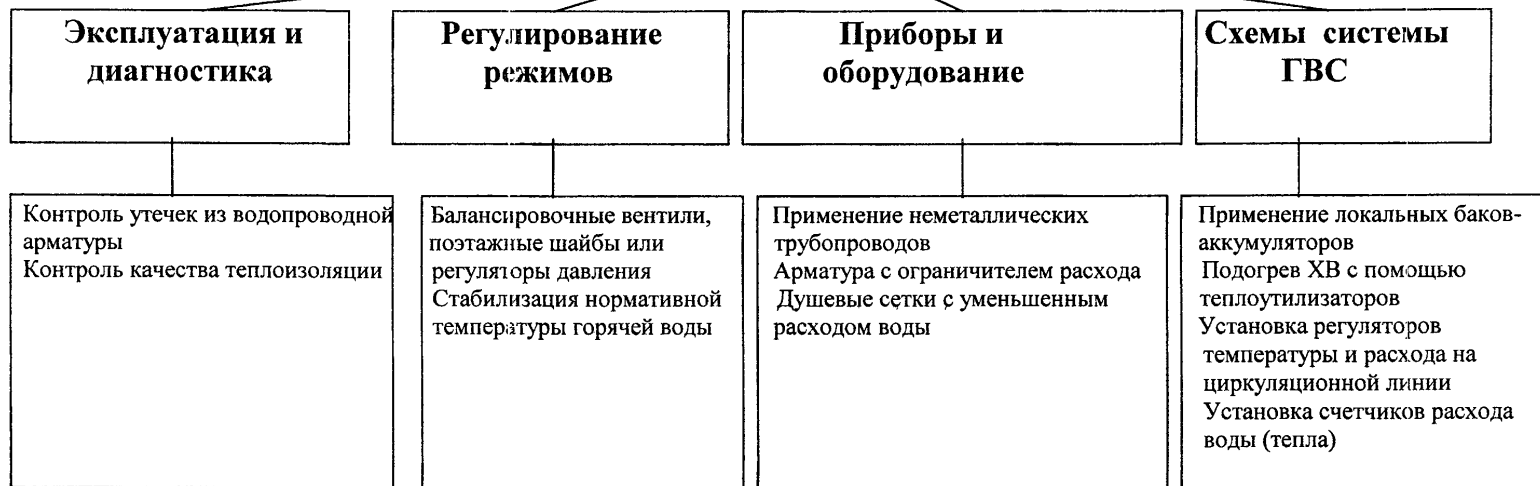 Эксплуатация и
диагностика
Регулирование
режимов
Приборы и
оборудование
Схемы системы
ГВС
Контроль утечек из водопроводной
арматуры
Контроль качества теплоизоляции
Балансировочные вентили,
поэтажные шайбы или
регуляторы давления
Стабилизация нормативной
температуры горячей воды
Применение неметаллических
трубопроводов
Арматура с ограничителем расхода
Душевые сетки с уменьшенным
расходом воды
Применение локальных баков-
аккумуляторов
Подогрев ХВ с помощью
теплоутилизаторов
Установка регуляторов
температуры и расхода на
циркуляционной линии
Установка счетчиков расхода
воды (тепла)